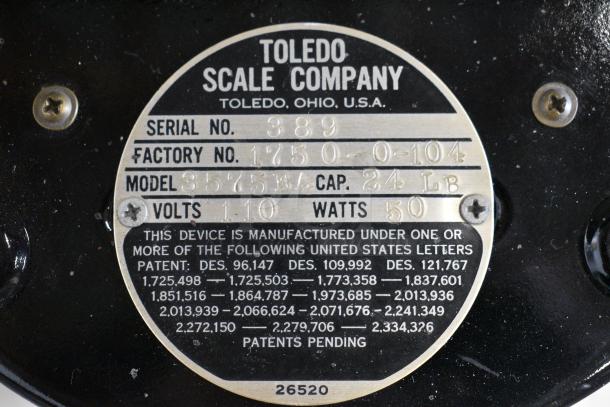 TOLEDO
SCALE COMPANY
TOLEDO, OHIO, U.S.A.
SERIAL NO. 389
FACTORY NO. 1750-0-104
MODEL CAP. 24 LB
VOLTS 110 WATTS 50
THIS DEVICE IS MANUFACTURED UNDER ONE OR
MORE OF THE FOLLOWING UNITED STATES LETTERS
PATENT: DES. 96,147 DES. 109,992 DES. 121,767
1,725,498 — 1,725,503 — 1,773,358 — 1,837,601
1,851,516 — 1,864,787 — 1,973,685 — 2,013,936
2,013,939 - 2,066,624 - 2,071,676 - 2,241,349
2,272,150 — 2,279,706 — 2,334,326
PATENTS PENDING
26520